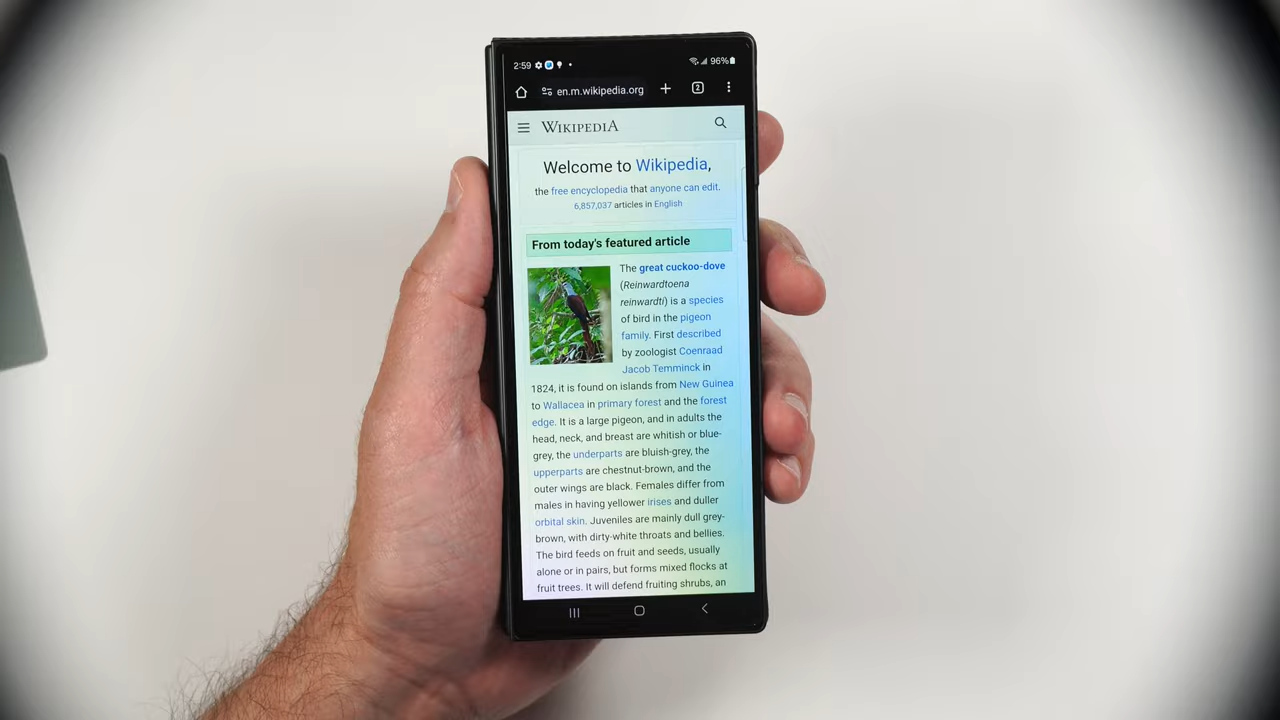 2:59 96%
en.m.wikipedia.org 2
WIKIPEDIA
Welcome to Wikipedia,
the free encyclopedia that anyone can edit.
6,857,037 articles in English
From today's featured article
The great cuckoo-dove
(Reinwardtoena
reinwardti) is a species
of bird in the pigeon
family. First described
by zoologist Coenraad
Jacob Temminck in
1824, it is found on islands from New Guinea
to Wallacea in primary forest and the forest
edge. It is a large pigeon, and in adults the
head, neck, and breast are whitish or blue-
grey, the underparts are bluish-grey, the
upperparts are chestnut-brown, and the
outer wings are black. Females differ from
males in having yellower irises and duller
orbital skin. Juveniles are mainly dull grey-
brown, with dirty-white throats and bellies.
The bird feeds on fruit and seeds, usually
alone or in pairs, but forms mixed flocks at
fruit trees. It will defend fruiting shrubs, an